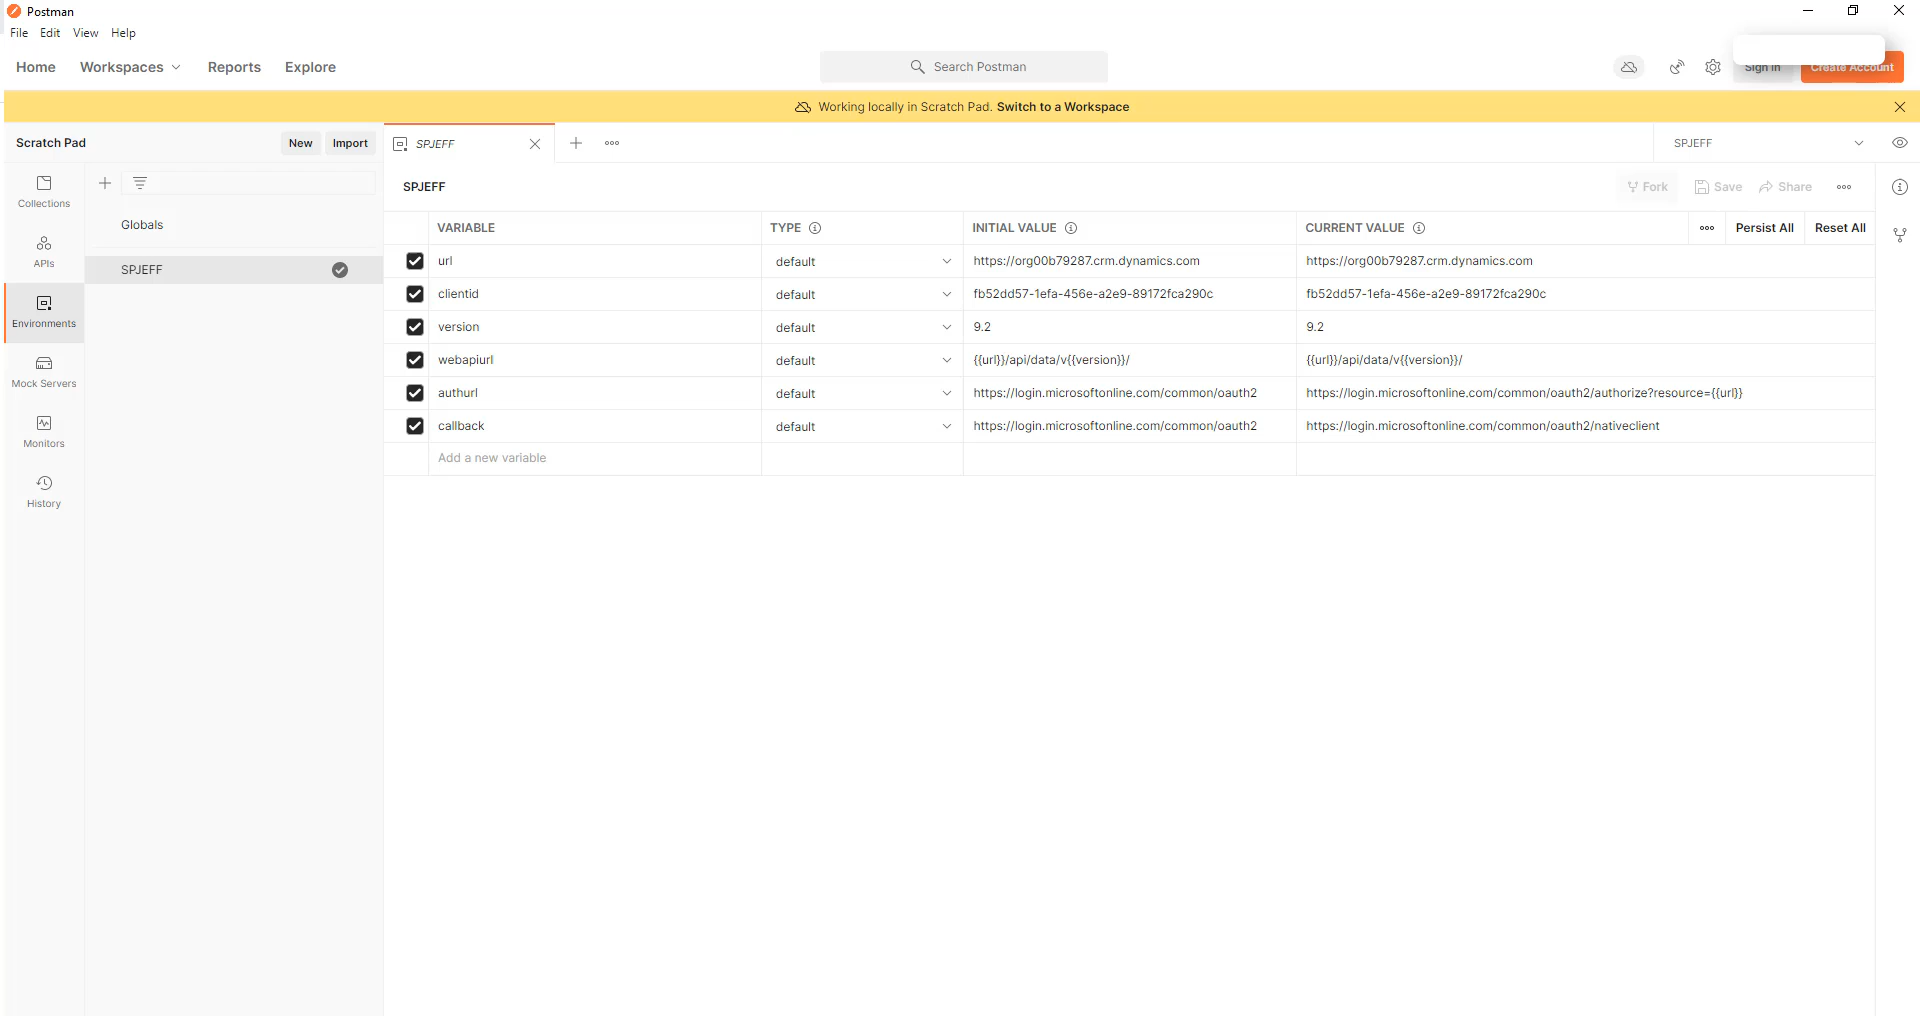 Postman
File Edit View Help
Home Workspaces Reports Explore Search Postman Sign In Create Account
Working locally in Scratch Pad. Switch to a Workspace
Scratch Pad New Import SPJEFF SPJEFF
Collections
APIs
Environments
Mock Servers
Monitors
History
Globals
SPJEFF
SPJEFF Fork Save Share
VARIABLE TYPE INITIAL VALUE CURRENT VALUE Persist All Reset All
url default https://org00b79287.crm.dynamics.com https://org00b79287.crm.dynamics.com
clientid default fb52dd57-1efa-456e-a2e9-89172fca290c fb52dd57-1efa-456e-a2e9-89172fca290c
version default 9.2 9.2
webapiurl default {{url}}/api/data/v{{version}}/ {{url}}/api/data/v{{version}}/
authurl default https://login.microsoftonline.com/common/oauth2 https://login.microsoftonline.com/common/oauth2/authorize?resource={{url}}
callback default https://login.microsoftonline.com/common/oauth2 https://login.microsoftonline.com/common/oauth2/nativeclient
Add a new variable